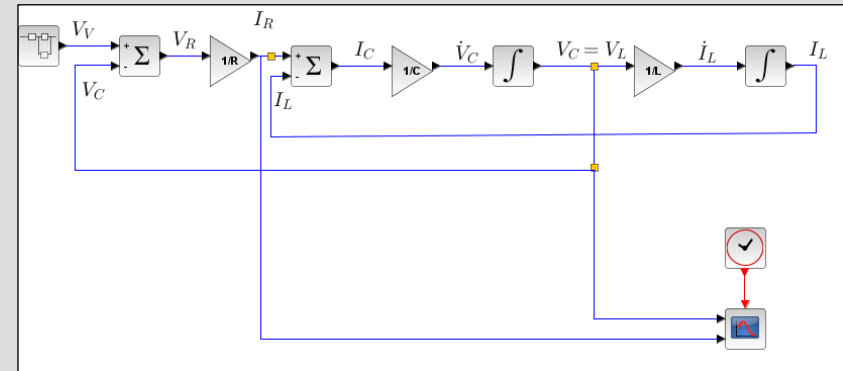 $V_V$
$V_R$
$I_R$
$I_C$
$\dot{V}_C$
$V_C = V_L$
$\dot{I}_L$
$I_L$
+
-
Σ
1/R
+
-
Σ
1/C
∫
1/L
∫
$V_C$
$I_L$